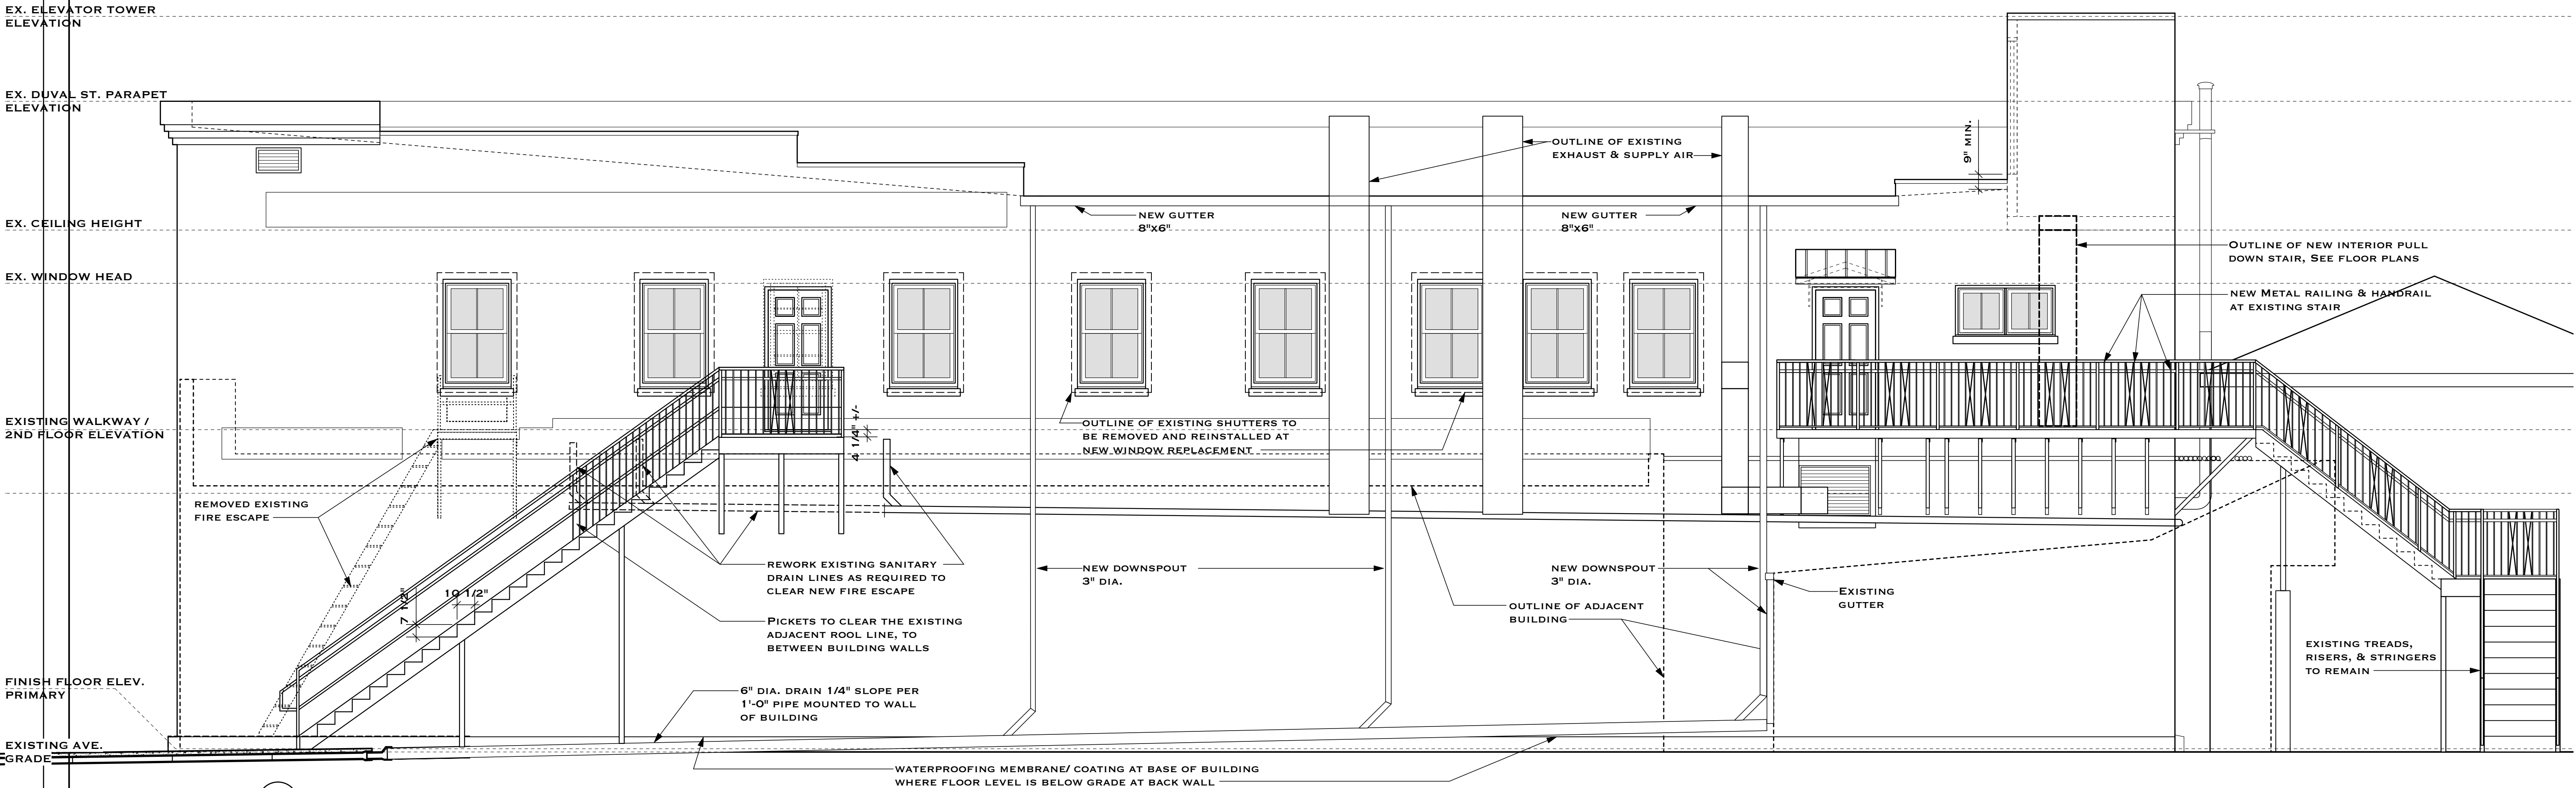 EX. ELEVATOR TOWER
ELEVATION
EX. DUVAL ST. PARAPET
ELEVATION
OUTLINE OF EXISTING
EXHAUST & SUPPLY AIR
9" MIN.
EX. CEILING HEIGHT
NEW GUTTER
8"x6"
NEW GUTTER
8"x6"
OUTLINE OF NEW INTERIOR PULL
DOWN STAIR, SEE FLOOR PLANS
EX. WINDOW HEAD
NEW METAL RAILING & HANDRAIL
AT EXISTING STAIR
EXISTING WALKWAY /
2ND FLOOR ELEVATION
4 1/4" +/-
OUTLINE OF EXISTING SHUTTERS TO
BE REMOVED AND REINSTALLED AT
NEW WINDOW REPLACEMENT
REMOVED EXISTING
FIRE ESCAPE
REWORK EXISTING SANITARY
DRAIN LINES AS REQUIRED TO
CLEAR NEW FIRE ESCAPE
NEW DOWNSPOUT
3" DIA.
NEW DOWNSPOUT
3" DIA.
EXISTING
GUTTER
7 1/2"
10 1/2"
OUTLINE OF ADJACENT
BUILDING
PICKETS TO CLEAR THE EXISTING
ADJACENT ROOL LINE, TO
BETWEEN BUILDING WALLS
EXISTING TREADS,
RISERS, & STRINGERS
TO REMAIN
FINISH FLOOR ELEV.
PRIMARY
6" DIA. DRAIN 1/4" SLOPE PER
1'-0" PIPE MOUNTED TO WALL
OF BUILDING
EXISTING AVE.
GRADE
WATERPROOFING MEMBRANE/ COATING AT BASE OF BUILDING
WHERE FLOOR LEVEL IS BELOW GRADE AT BACK WALL